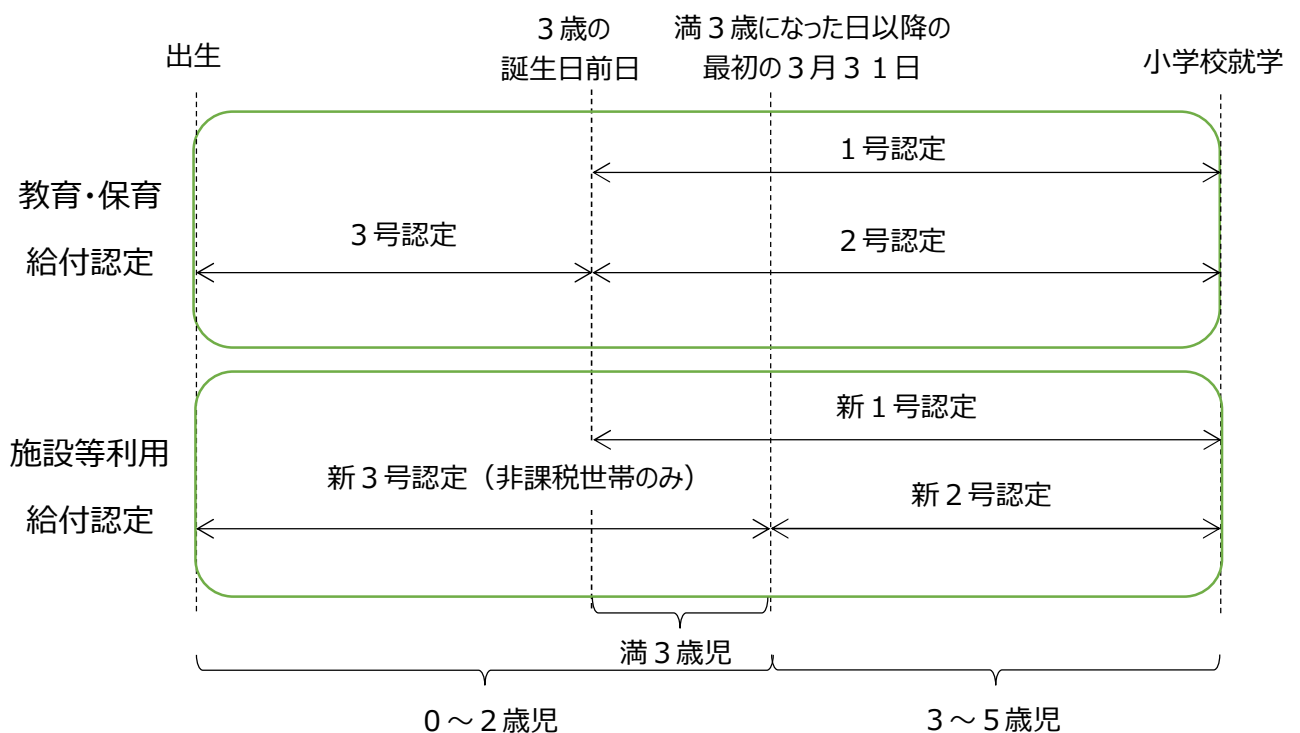 出生
３歳の
誕生日前日
満３歳になった日以降の
最初の３月３１日
小学校就学
教育・保育
給付認定
１号認定
３号認定
２号認定
施設等利用
給付認定
新１号認定
新３号認定（非課税世帯のみ）
新２号認定
満３歳児
０～２歳児
３～５歳児